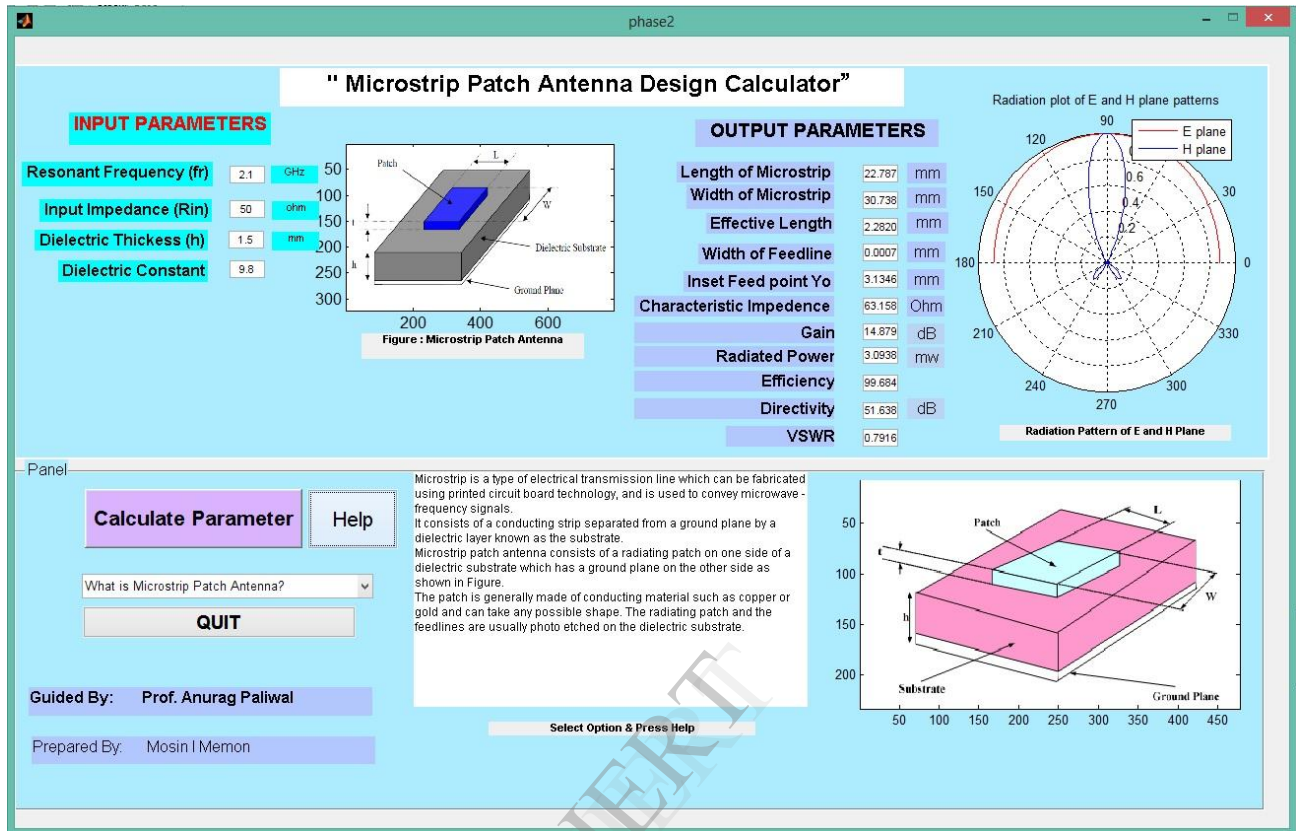 phase2
" Microstrip Patch Antenna Design Calculator”
INPUT PARAMETERS
Resonant Frequency (fr) 2.1 GHz
Input Impedance (Rin) 50 ohm
Dielectric Thickess (h) 1.5 mm
Dielectric Constant 9.8
50
100
150
200
250
300
200 400 600
Patch
L
W
t
h
Dielectric Substrate
Ground Plane
Figure : Microstrip Patch Antenna
OUTPUT PARAMETERS
Length of Microstrip 22.787 mm
Width of Microstrip 30.738 mm
Effective Length 2.2820 mm
Width of Feedline 0.0007 mm
Inset Feed point Yo 3.1346 mm
Characteristic Impedence 63.158 Ohm
Gain 14.879 dB
Radiated Power 3.0938 mw
Efficiency 99.684
Directivity 51.638 dB
VSWR 0.7916
Radiation plot of E and H plane patterns
90
120
E plane
H plane
0.6
150
30
0.4
0.2
180
0
210
330
240
300
270
Radiation Pattern of E and H Plane
Panel
Calculate Parameter
Help
What is Microstrip Patch Antenna?
QUIT
Guided By: Prof. Anurag Paliwal
Prepared By: Mosin I Memon
Microstrip is a type of electrical transmission line which can be fabricated
using printed circuit board technology, and is used to convey microwave -
frequency signals.
It consists of a conducting strip separated from a ground plane by a
dielectric layer known as the substrate.
Microstrip patch antenna consists of a radiating patch on one side of a
dielectric substrate which has a ground plane on the other side as
shown in Figure.
The patch is generally made of conducting material such as copper or
gold and can take any possible shape. The radiating patch and the
feedlines are usually photo etched on the dielectric substrate.
Select Option & Press Help
50
100
150
200
Patch
L
t
W
h
Substrate
Ground Plane
50 100 150 200 250 300 350 400 450
IJERT